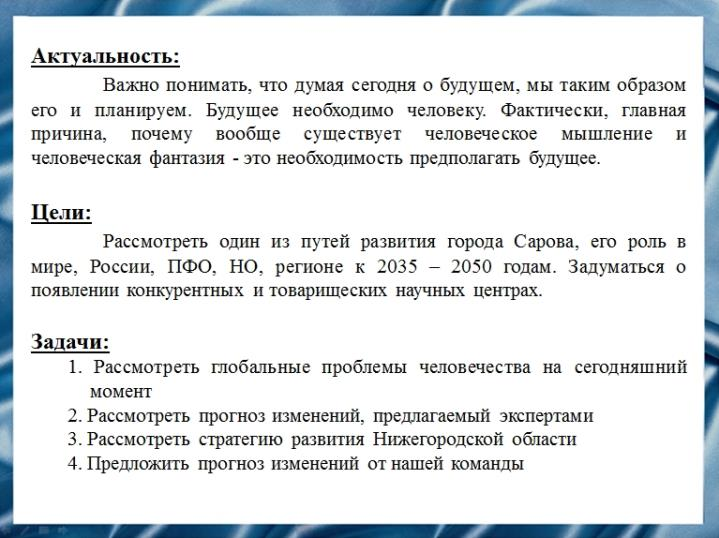 Актуальность:
Важно понимать, что думая сегодня о будущем, мы таким образом
его и планируем. Будущее необходимо человеку. Фактически, главная
причина, почему вообще существует человеческое мышление и
человеческая фантазия - это необходимость предполагать будущее.
Цели:
Рассмотреть один из путей развития города Сарова, его роль в
мире, России, ПФО, НО, регионе к 2035 – 2050 годам. Задуматься о
появлении конкурентных и товарищеских научных центрах.
Задачи:
1. Рассмотреть глобальные проблемы человечества на сегодняшний
момент
2. Рассмотреть прогноз изменений, предлагаемый экспертами
3. Рассмотреть стратегию развития Нижегородской области
4. Предложить прогноз изменений от нашей команды